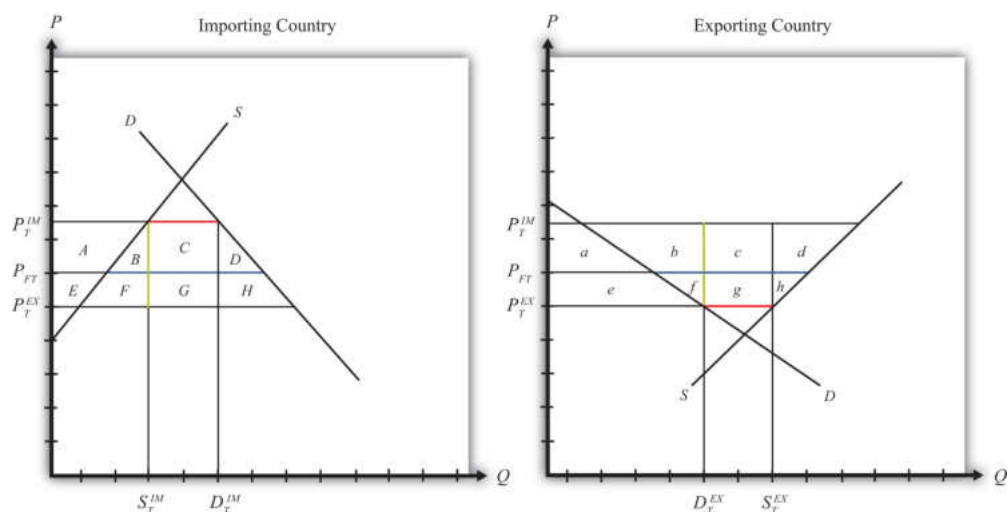 P Importing Country
D S
P_T^IM
A B C D
P_FT
E F G H
P_T^EX
S_T^IM D_T^IM Q
P Exporting Country
P_T^IM
a b c d
P_FT
e f g h
P_T^EX
S D
D_T^EX S_T^EX Q